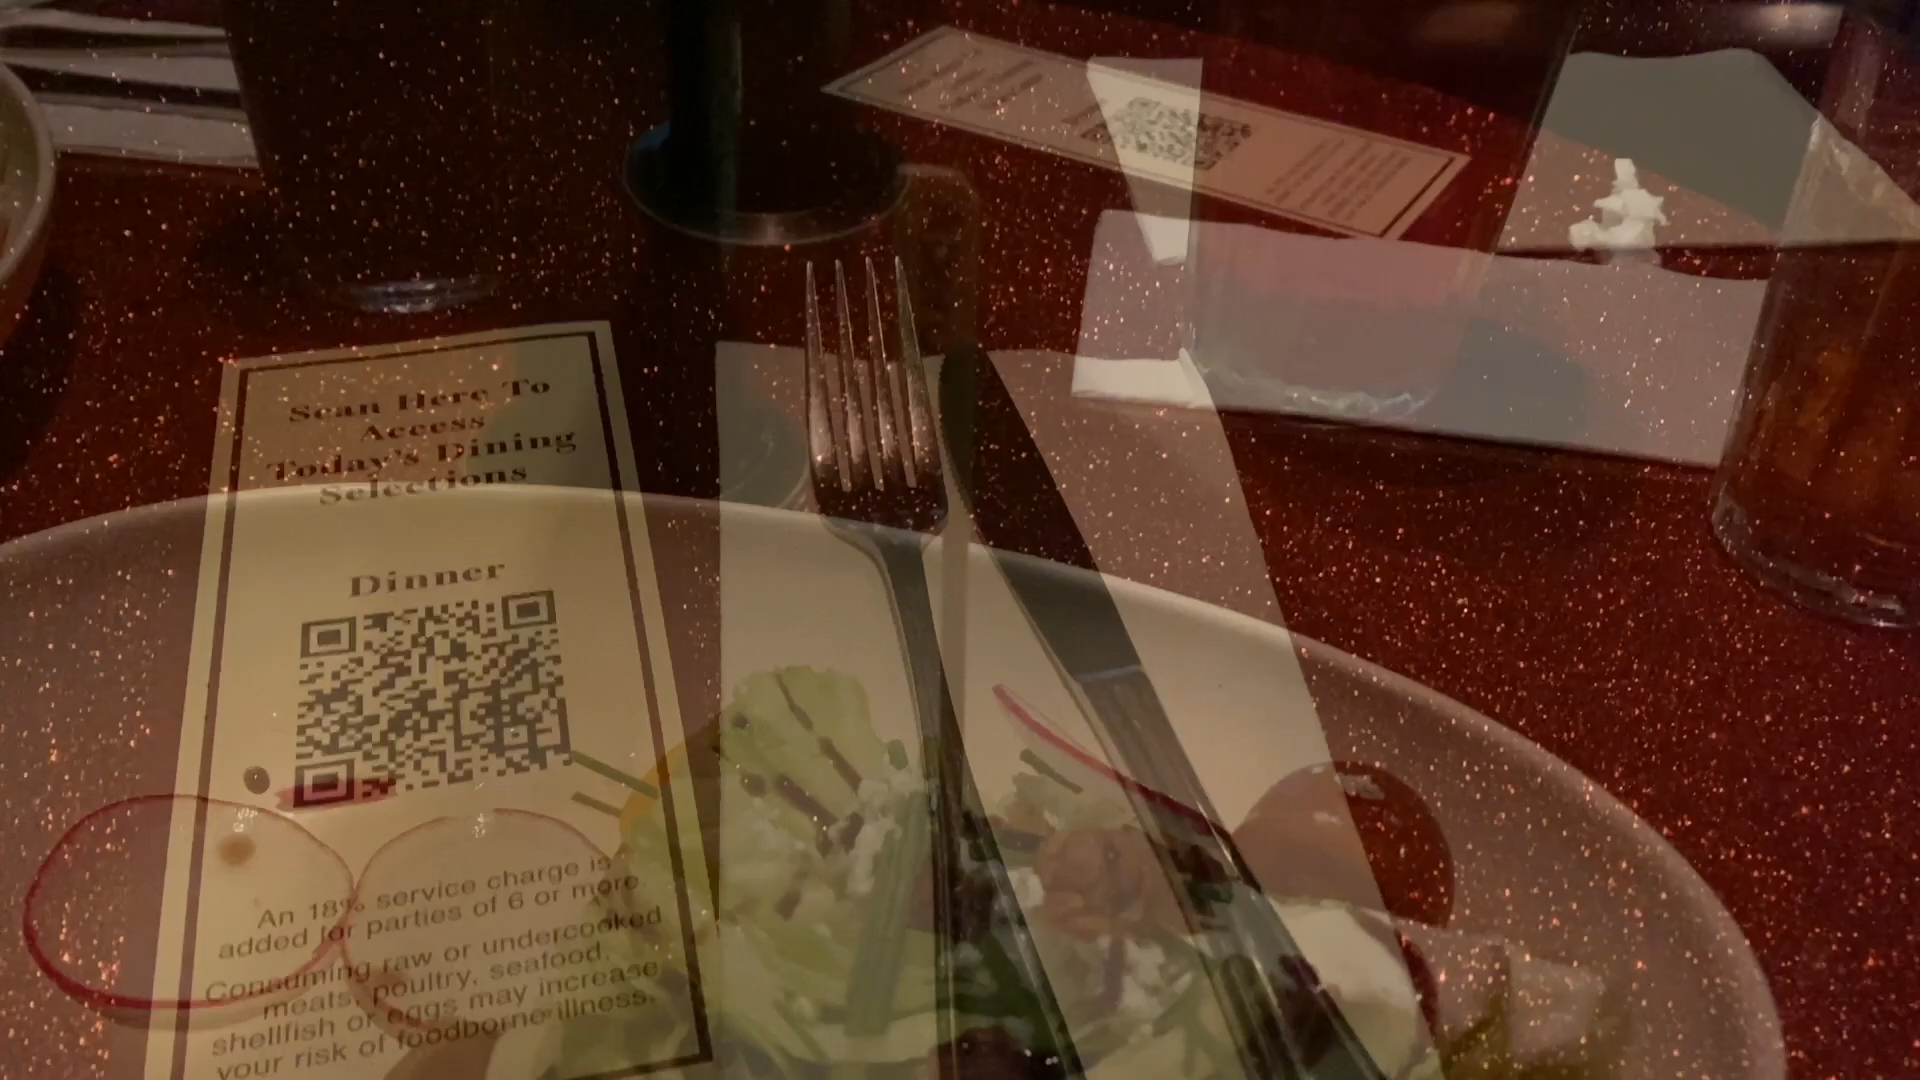 Scan Here To
Access
Today's Dining
Selections
Dinner
An 18% service charge is
added for parties of 6 or more.
Consuming raw or undercooked
meats, poultry, seafood,
shellfish or eggs may increase
your risk of foodborne illness.